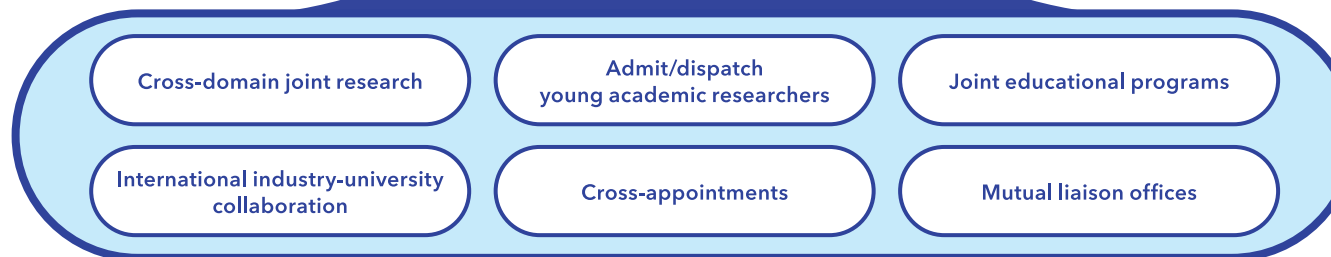 Cross-domain joint research
Admit/dispatch
young academic researchers
Joint educational programs
International industry-university
collaboration
Cross-appointments
Mutual liaison offices